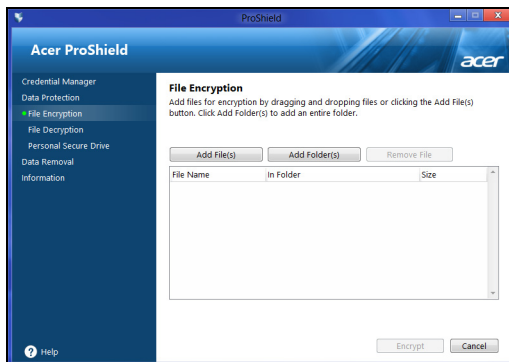 ProShield
Acer ProShield
acer
Credential Manager
Data Protection
File Encryption
File Decryption
Personal Secure Drive
Data Removal
Information
File Encryption
Add files for encryption by dragging and dropping files or clicking the Add File(s)
button. Click Add Folder(s) to add an entire folder.
Add File(s) Add Folder(s) Remove File
File Name In Folder Size
Encrypt Cancel
? Help